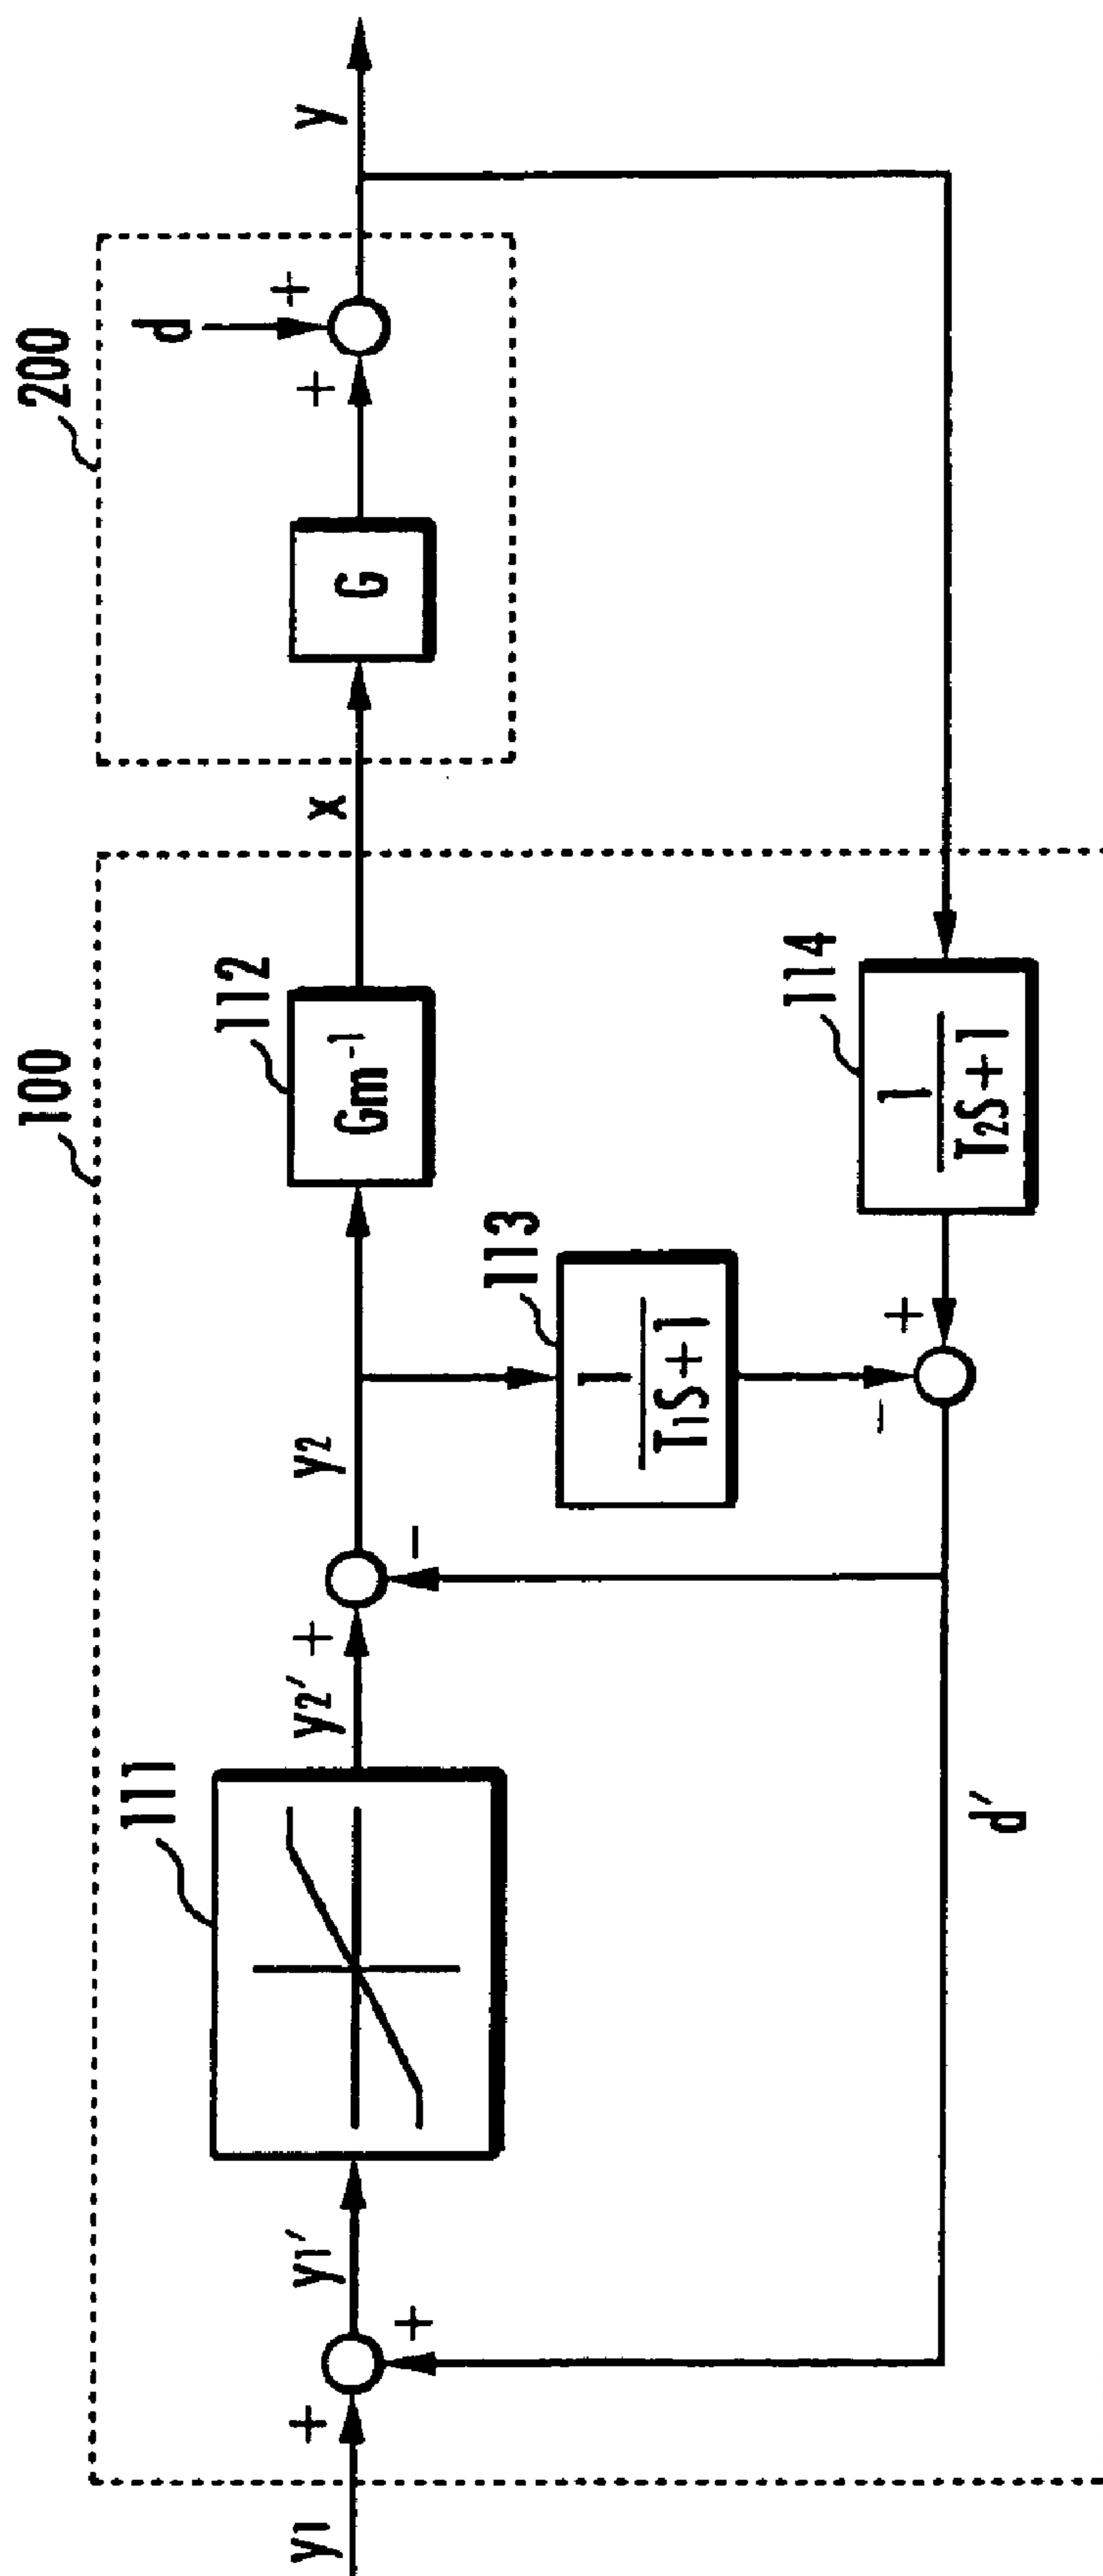 100
200
111
112
y1
+
+
y1′
y2′
+
-
y2
Gm⁻¹
x
G
+
d
+
y
113
1
T1S+1
-
+
114
1
T2S+1
d′